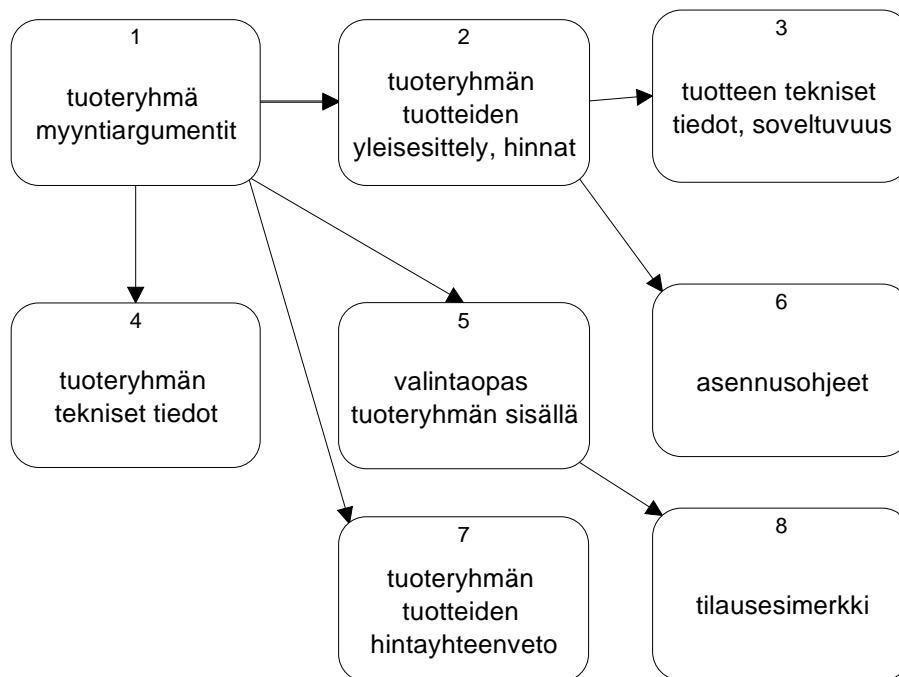 1
tuoteryhmä
myyntiargumentit
2
tuoteryhmän
tuotteiden
yleisesittely, hinnat
3
tuotteen tekniset
tiedot, soveltuvuus
4
tuoteryhmän
tekniset tiedot
5
valintaopas
tuoteryhmän sisällä
6
asennusohjeet
7
tuoteryhmän
tuotteiden
hintayhteenveto
8
tilausesimerkki